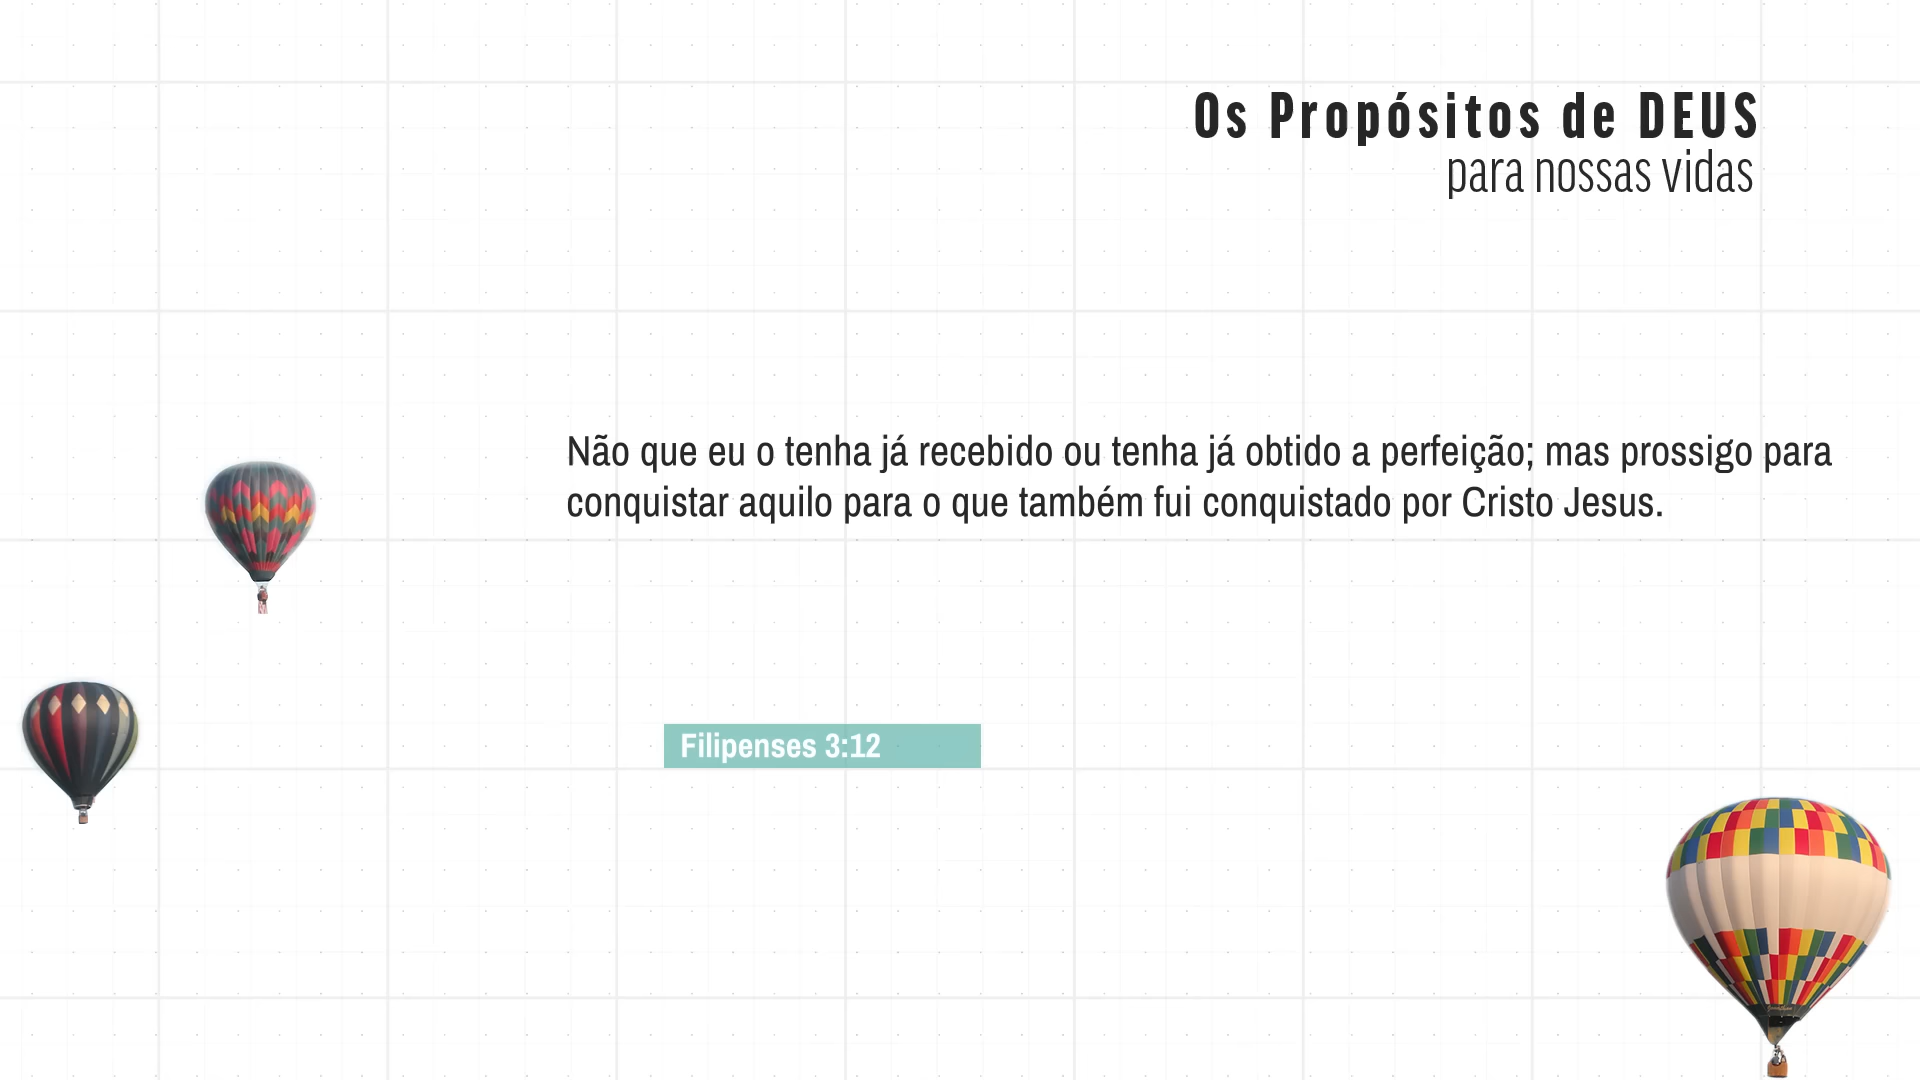 Os Propósitos de DEUS
para nossas vidas
Não que eu o tenha já recebido ou tenha já obtido a perfeição; mas prossigo para
conquistar aquilo para o que também fui conquistado por Cristo Jesus.
Filipenses 3:12